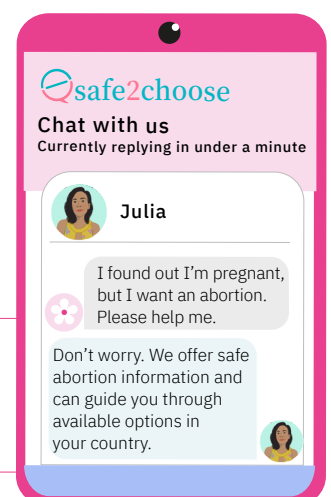 safe2choose
Chat with us
Currently replying in under a minute
Julia
I found out I'm pregnant,
but I want an abortion.
Please help me.
Don't worry. We offer safe
abortion information and
can guide you through
available options in
your country.